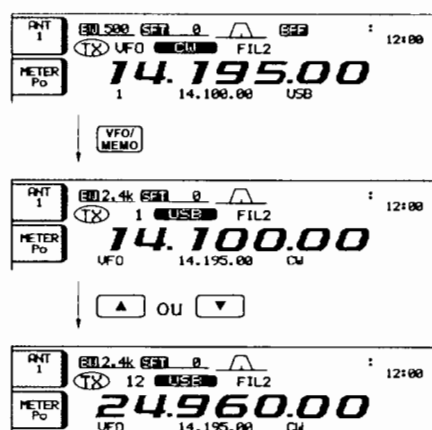 ANT 1 BW 500 SFT 0 BFF : 12:00
TX VFO CW FIL2
METER Po 14.195.00
1 14.100.00 USB
VFO/MEMO
ANT 1 BW 2.4k SFT 0 : 12:00
TX 1 USB FIL2
METER Po 14.100.00
VFO 14.195.00 CW
▲ ou ▼
ANT 1 BW 2.4k SFT 0 : 12:00
TX 12 USB FIL2
METER Po 24.960.00
VFO 14.195.00 CW